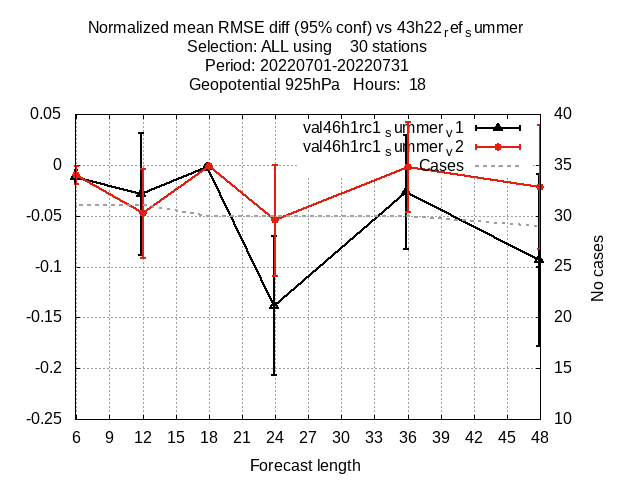 Normalized mean RMSE diff (95% conf) vs 43h22refsummer
Selection: ALL using 30 stations
Period: 20220701-20220731
Geopotential 925hPa Hours: 18
val46h1rc1summerv1
val46h1rc1summerv2
Cases
0.05
0
-0.05
-0.1
-0.15
-0.2
-0.25
40
35
30
25
20
15
10
No cases
6 9 12 15 18 21 24 27 30 33 36 39 42 45 48
Forecast length